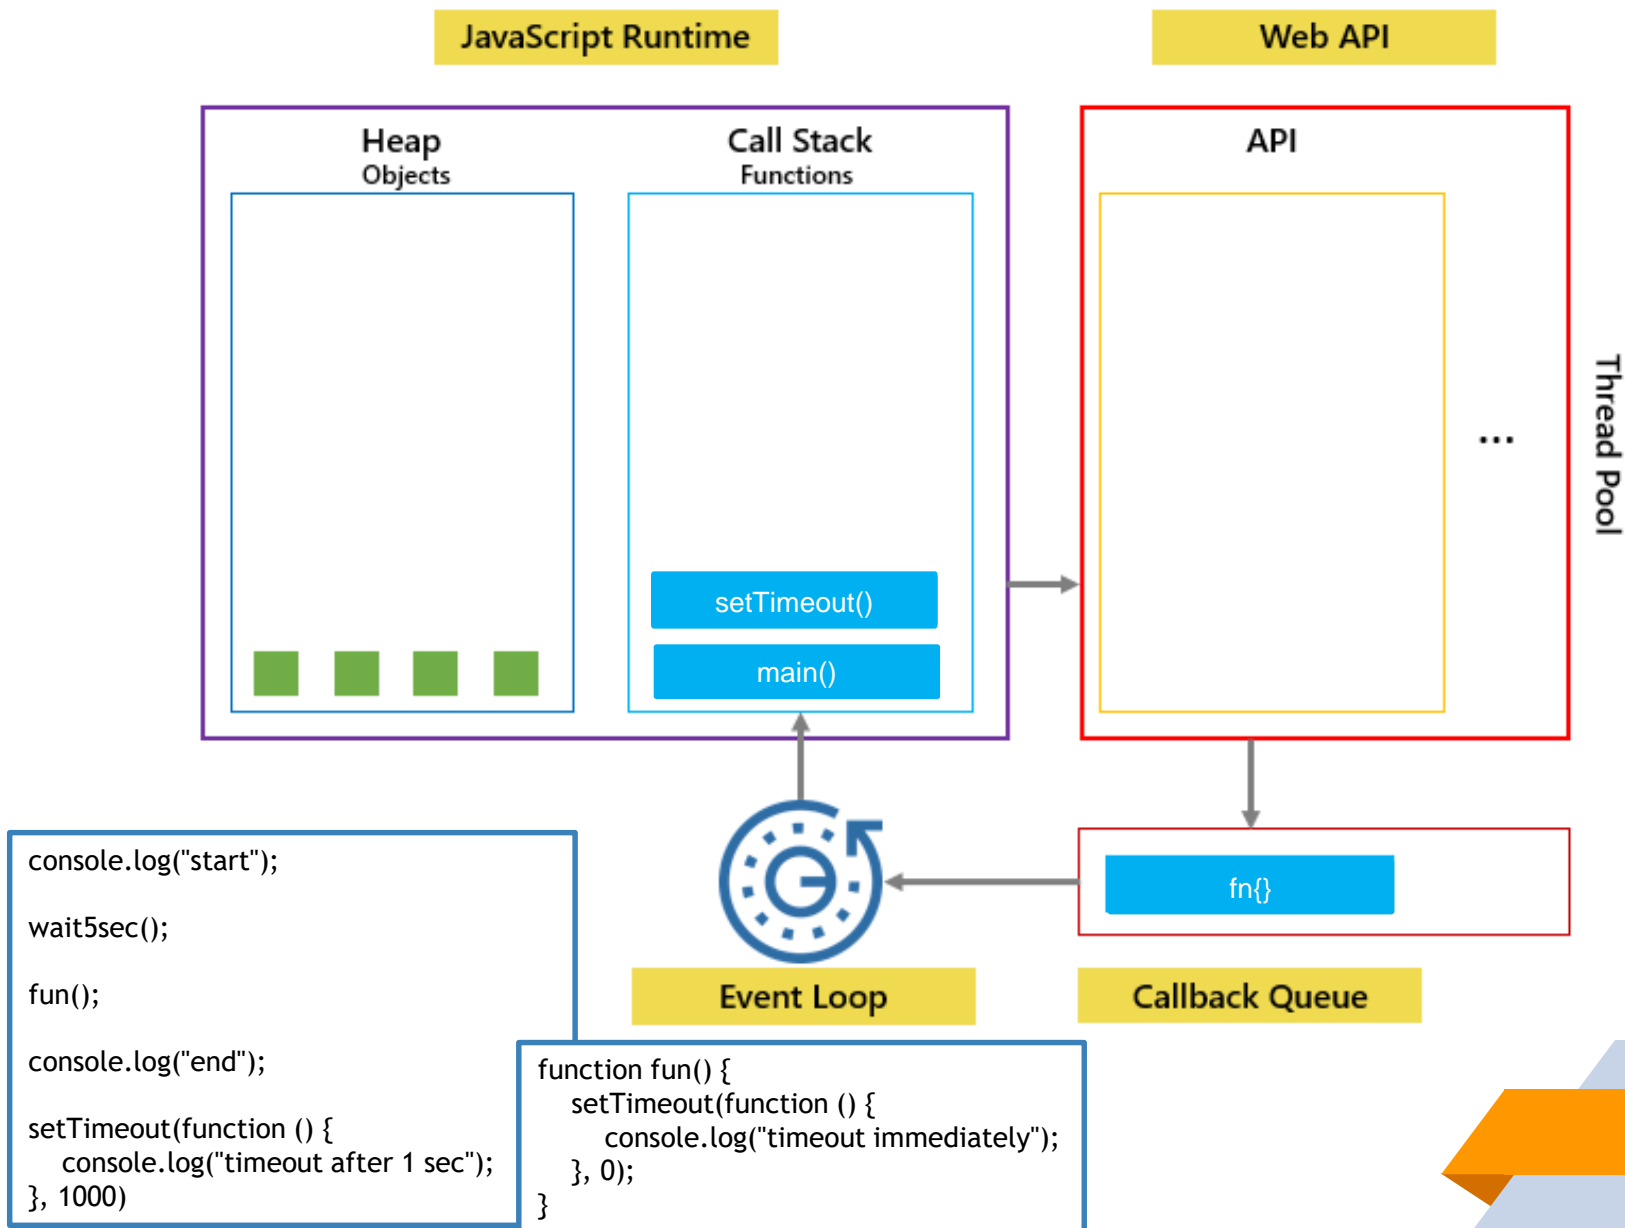 JavaScript Runtime
Web API
Heap
Objects
Call Stack
Functions
API
...
Thread Pool
setTimeout()
main()
fn{}
Event Loop
Callback Queue
console.log("start");
wait5sec();
fun();
console.log("end");
setTimeout(function () {
console.log("timeout after 1 sec");
}, 1000)
function fun() {
setTimeout(function () {
console.log("timeout immediately");
}, 0);
}